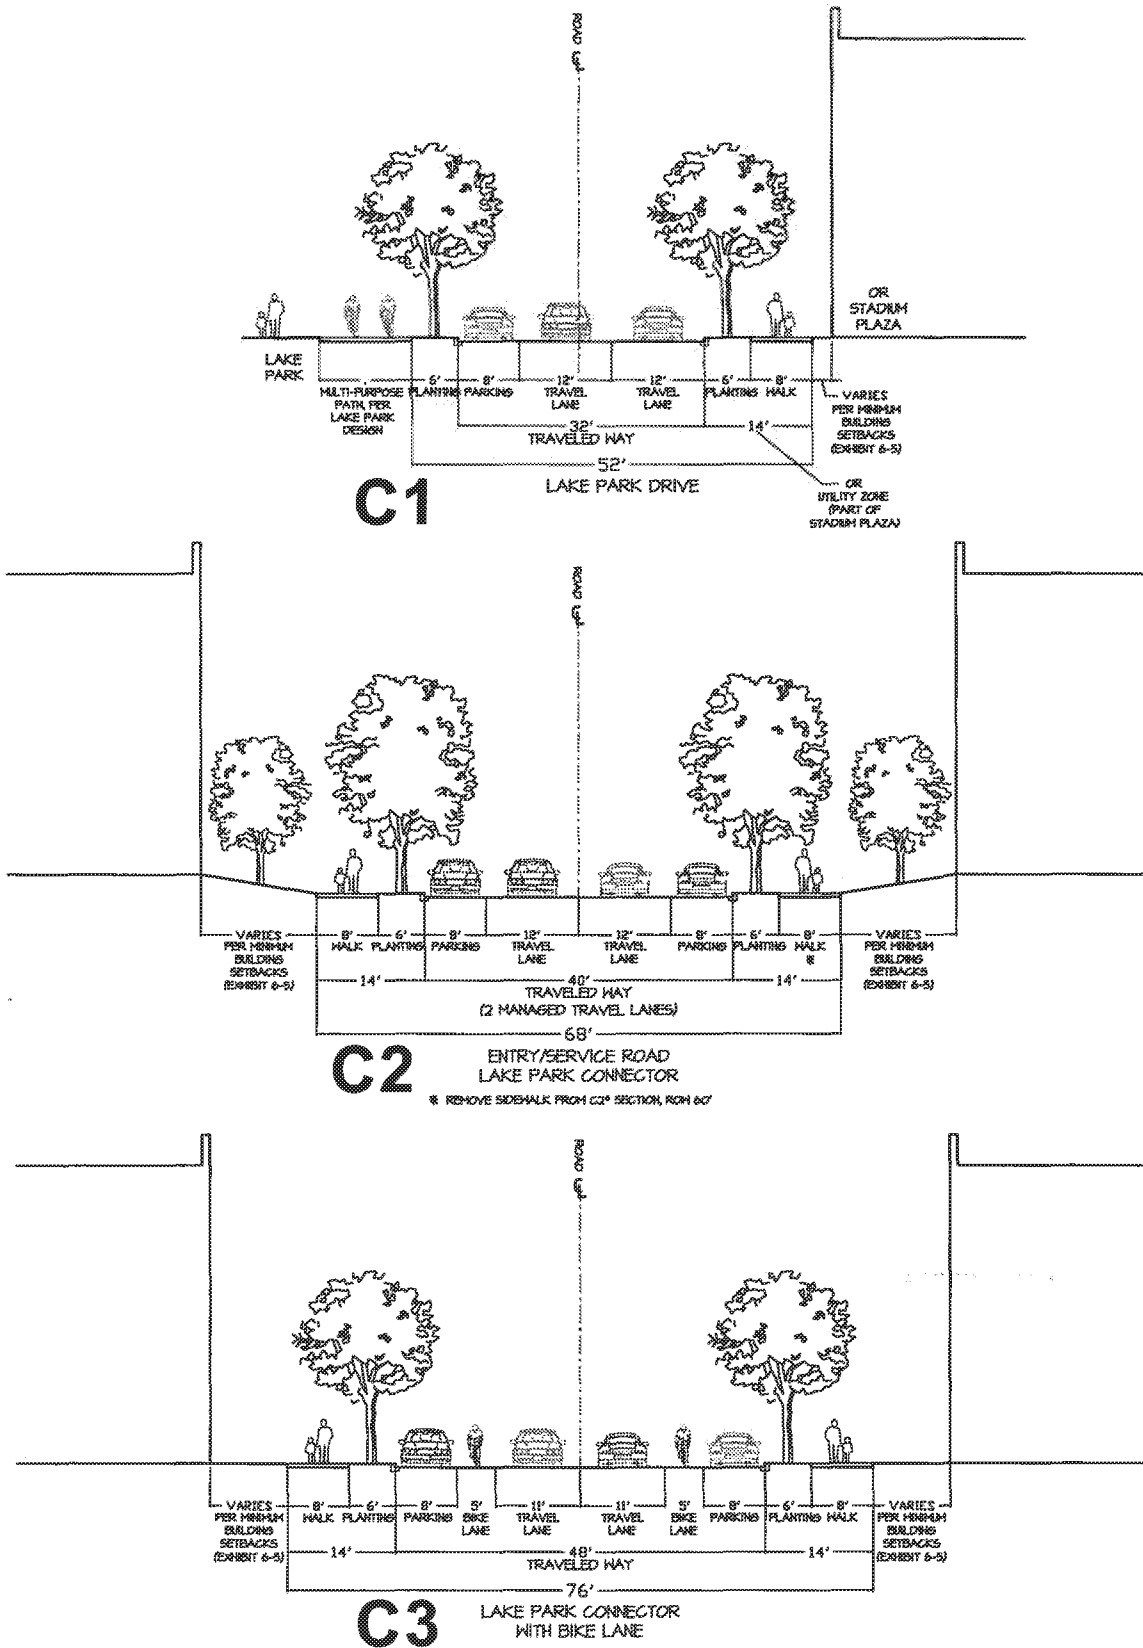 ROAD ℄
OR
STADIUM
PLAZA
LAKE
PARK
6' 8' 12' 12' 6' 8'
MULTI-PURPOSE
PATH, PER
LAKE PARK
DESIGN
PLANTING PARKING TRAVEL
LANE
TRAVEL
LANE
PLANTING WALK
VARIES
PER MINIMUM
BUILDING
SETBACKS
(EXHIBIT 6-5)
32'
TRAVELED WAY
14'
52'
LAKE PARK DRIVE
OR
UTILITY ZONE
(PART OF
STADIUM PLAZA)
C1
ROAD ℄
VARIES
PER MINIMUM
BUILDING
SETBACKS
(EXHIBIT 6-5)
8'
WALK
6'
PLANTING
8'
PARKING
12'
TRAVEL
LANE
12'
TRAVEL
LANE
8'
PARKING
6'
PLANTING
8'
WALK
*
VARIES
PER MINIMUM
BUILDING
SETBACKS
(EXHIBIT 6-5)
14' 40' 14'
TRAVELED WAY
(2 MANAGED TRAVEL LANES)
68'
ENTRY/SERVICE ROAD
LAKE PARK CONNECTOR
C2
* REMOVE SIDEWALK FROM C2* SECTION, ROW 60'
ROAD ℄
VARIES
PER MINIMUM
BUILDING
SETBACKS
(EXHIBIT 6-5)
8'
WALK
6'
PLANTING
8'
PARKING
5'
BIKE
LANE
11'
TRAVEL
LANE
11'
TRAVEL
LANE
5'
BIKE
LANE
8'
PARKING
6'
PLANTING
8'
WALK
VARIES
PER MINIMUM
BUILDING
SETBACKS
(EXHIBIT 6-5)
14' 48' 14'
TRAVELED WAY
76'
LAKE PARK CONNECTOR
WITH BIKE LANE
C3